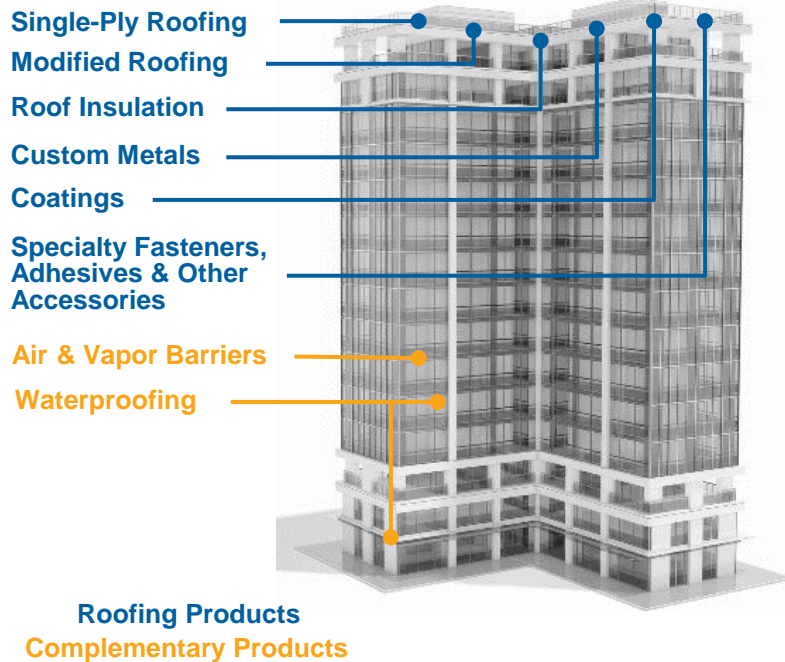 Single-Ply Roofing
Modified Roofing
Roof Insulation
Custom Metals
Coatings
Specialty Fasteners,
Adhesives & Other
Accessories
Air & Vapor Barriers
Waterproofing
Roofing Products
Complementary Products